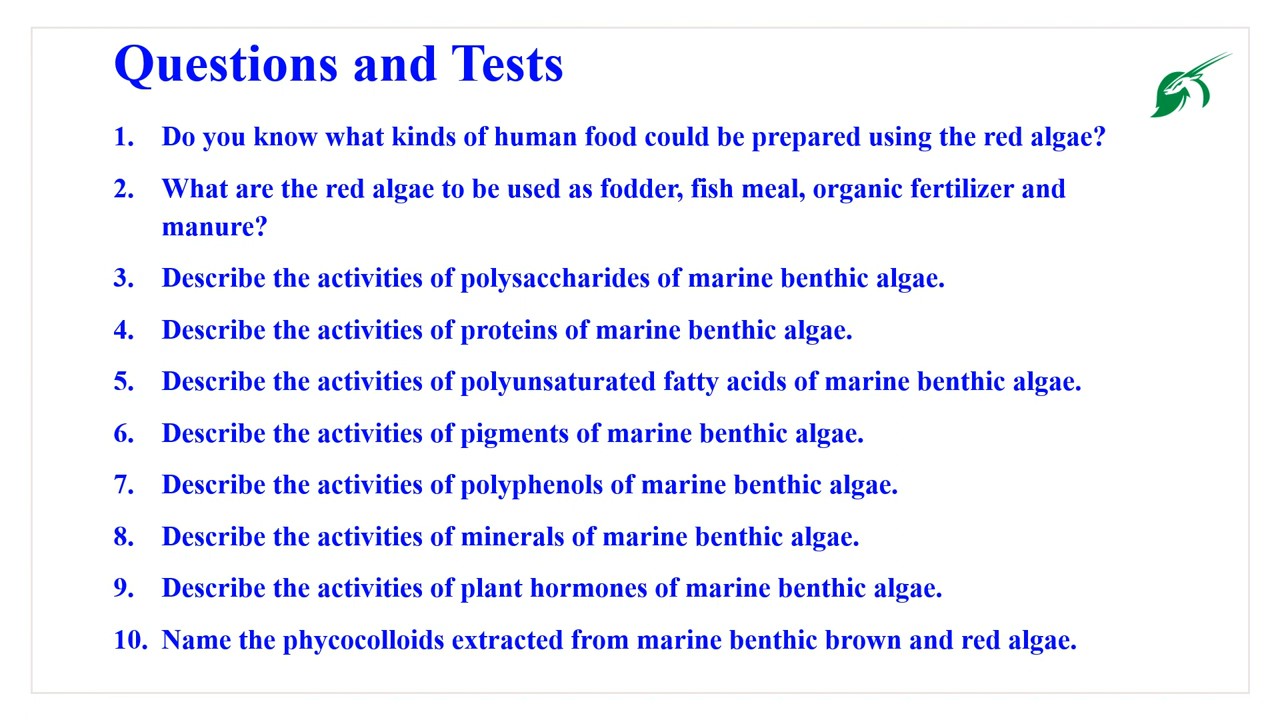 Questions and Tests
1. Do you know what kinds of human food could be prepared using the red algae?
2. What are the red algae to be used as fodder, fish meal, organic fertilizer and
manure?
3. Describe the activities of polysaccharides of marine benthic algae.
4. Describe the activities of proteins of marine benthic algae.
5. Describe the activities of polyunsaturated fatty acids of marine benthic algae.
6. Describe the activities of pigments of marine benthic algae.
7. Describe the activities of polyphenols of marine benthic algae.
8. Describe the activities of minerals of marine benthic algae.
9. Describe the activities of plant hormones of marine benthic algae.
10. Name the phycocolloids extracted from marine benthic brown and red algae.